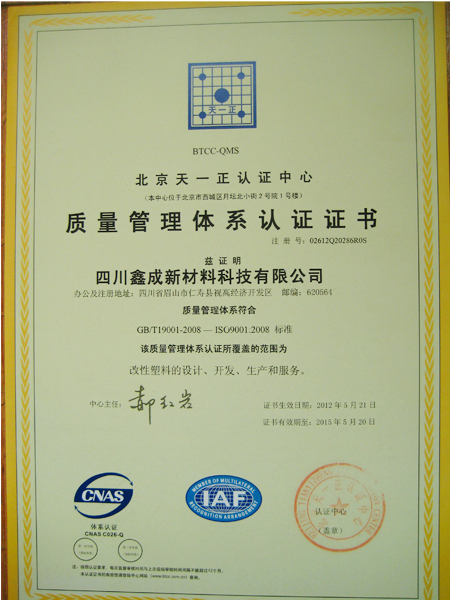 天一正
BTCC-QMS
北京天一正认证中心
(本中心位于北京市西城区月坛北小街2号院1号楼)
质量管理体系认证证书
注 册 号: 02612Q20286R0S
兹证明
四川鑫成新材料科技有限公司
办公及注册地址: 四川省眉山市仁寿县视高经济开发区 邮编: 620564
质量管理体系符合
GB/T19001-2008 — ISO9001:2008 标准
该质量管理体系认证所覆盖的范围为
改性塑料的设计、开发、生产和服务。
中心主任: 郝红岩
证书生效日期: 2012年5月21日
证书有效期至: 2015年5月20日
CNAS
体系认证
CNAS C026-Q
MEMBER OF MULTILATERAL
IAF
RECOGNITION ARRANGEMENT
认证中心
(盖章)